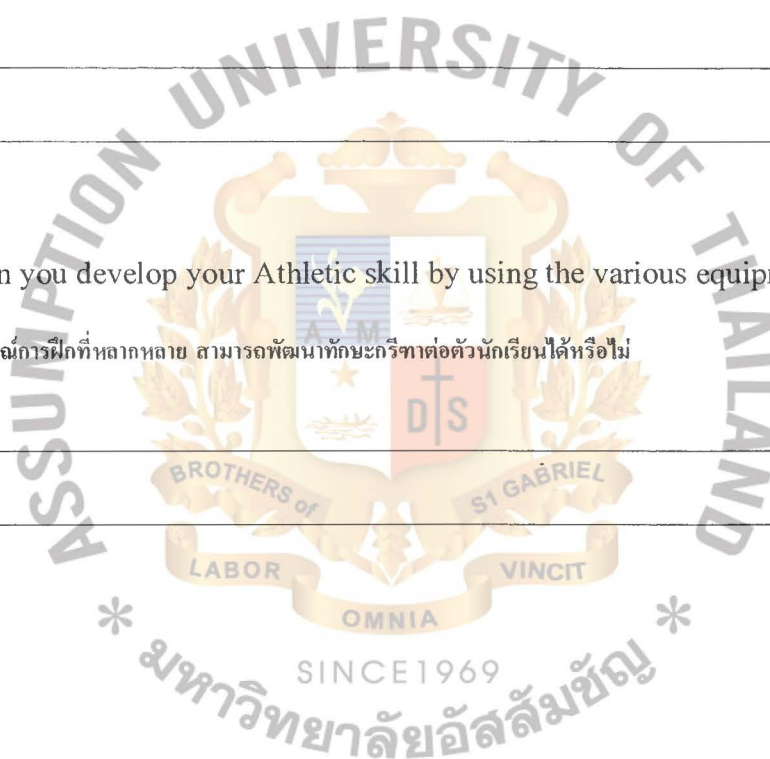 UNIVERSITY OF
ASSUMPTION
THAILAND
n you develop your Athletic skill by using the various equipr
ณ์การฝึกที่หลากหลาย สามารถพัฒนาทักษะกรีฑาต่อตัวนักเรียนได้หรือไม่
A M
D S
BROTHERS of
ST GABRIEL
LABOR
VINCIT
OMNIA
SINCE1969
* มหาวิทยาลัยอัสสัมชัญ *